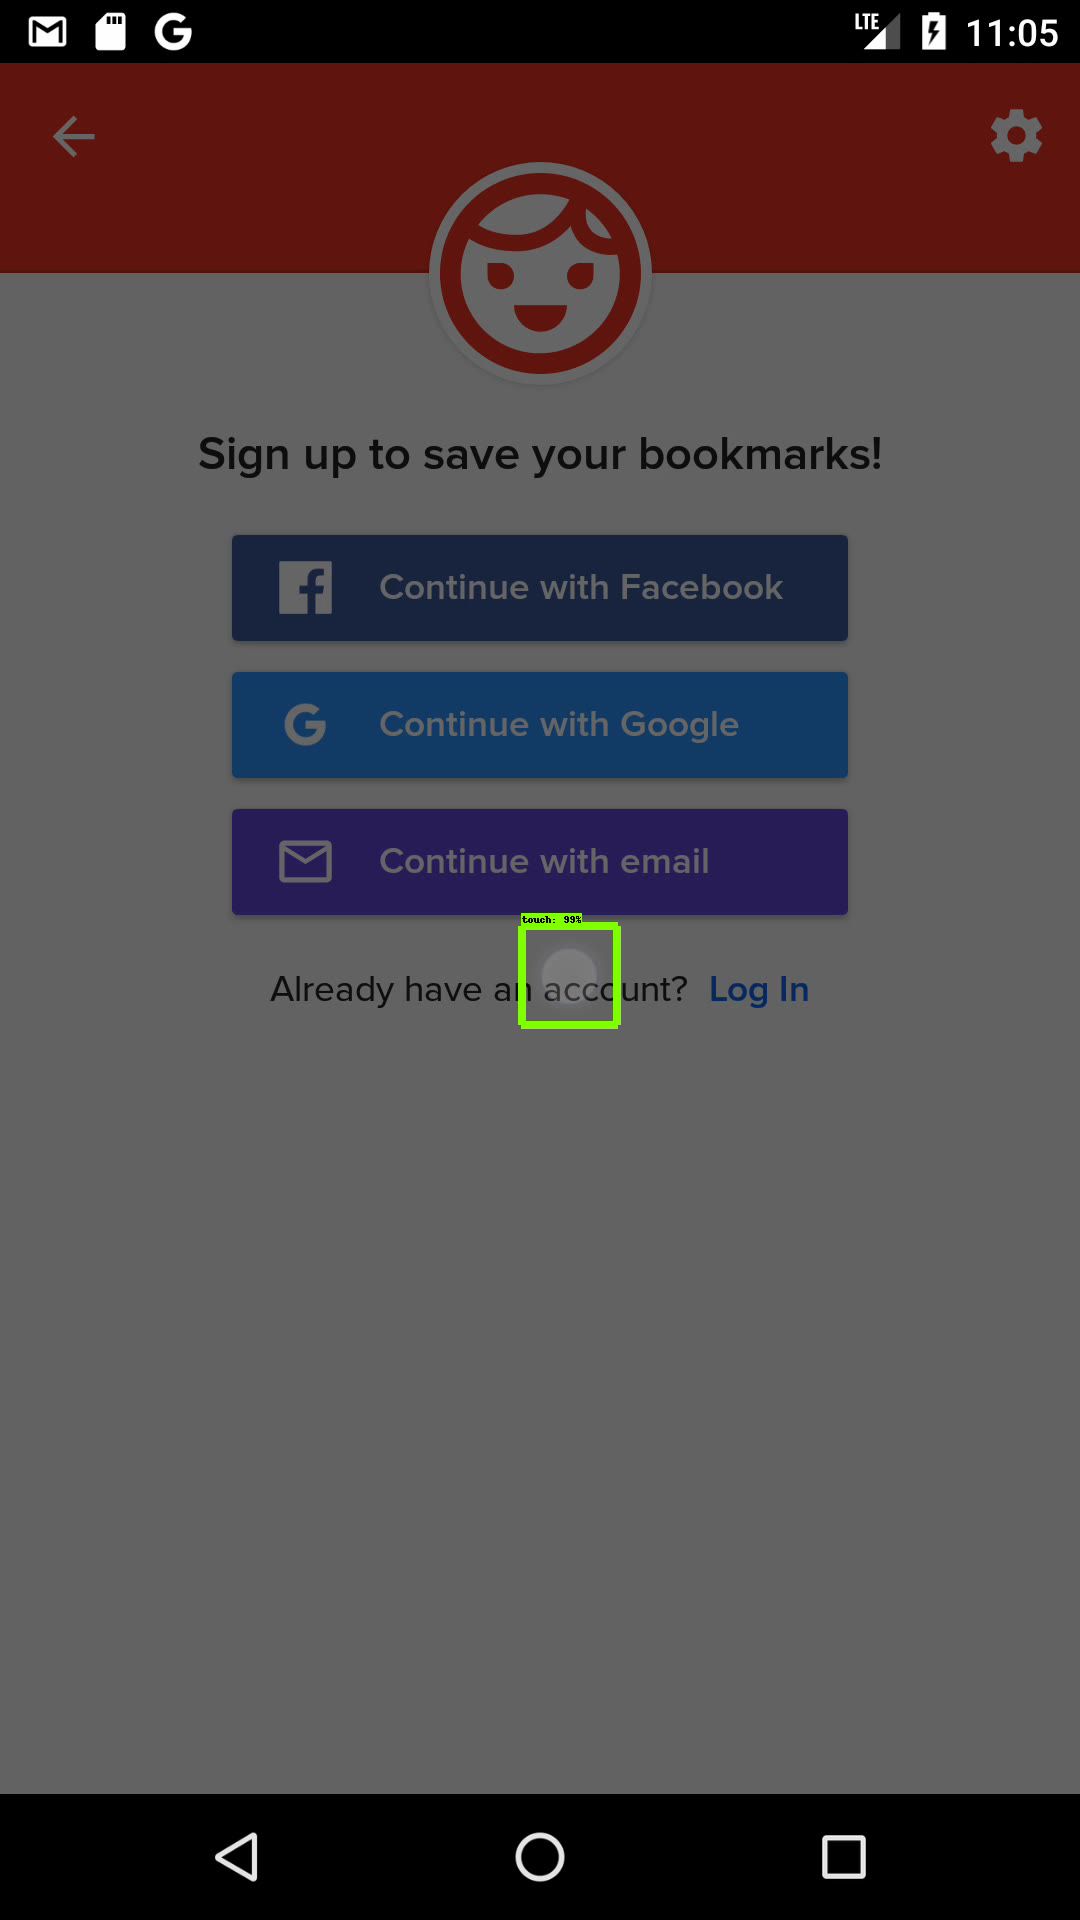 LTE 11:05
Sign up to save your bookmarks!
Continue with Facebook
G Continue with Google
Continue with email
touch: 99%
Already have an account? Log In